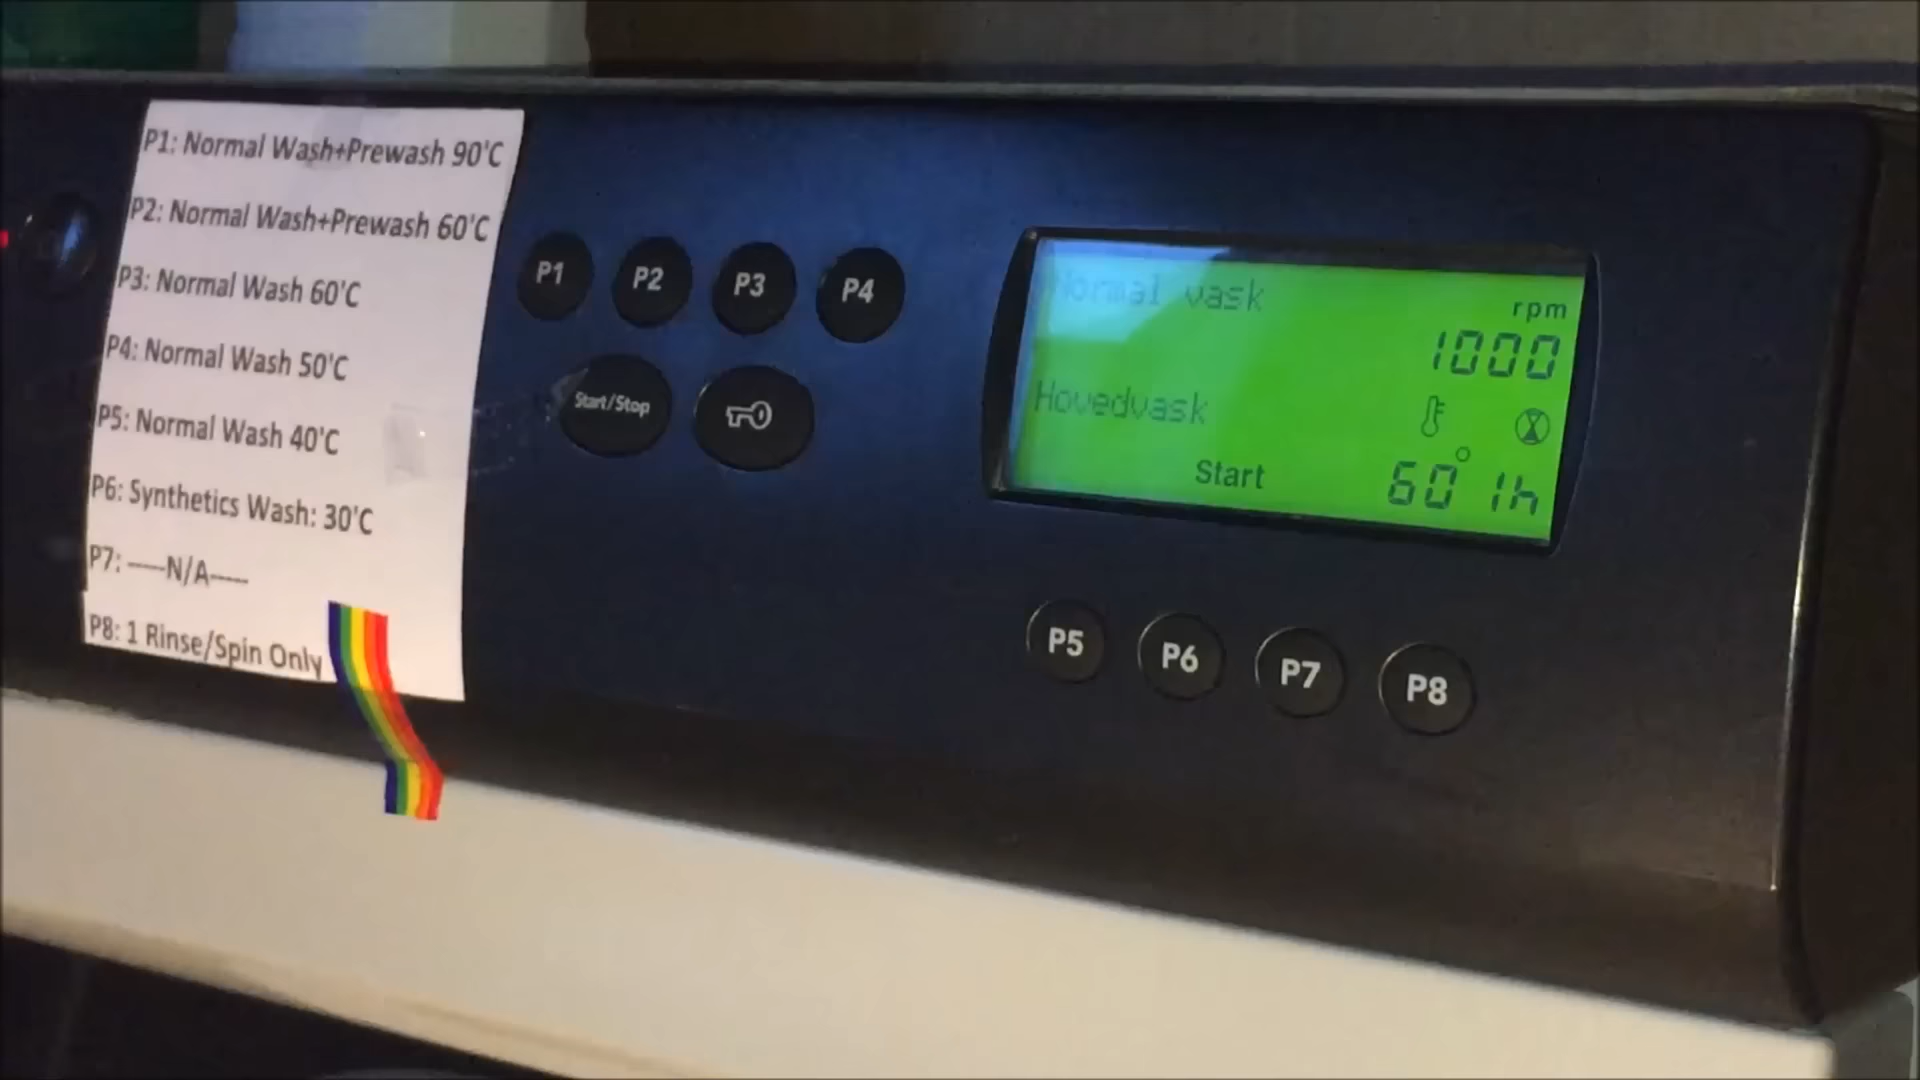 P1: Normal Wash+Prewash 90'C
P2: Normal Wash+Prewash 60'C
P3: Normal Wash 60'C
P4: Normal Wash 50'C
P5: Normal Wash 40'C
P6: Synthetics Wash: 30'C
P7: -----N/A-----
P8: 1 Rinse/Spin Only
P1 P2 P3 P4
Start/Stop
Normal vask
rpm
1000
Hovedvask
Start 60° 1h
P5 P6 P7 P8